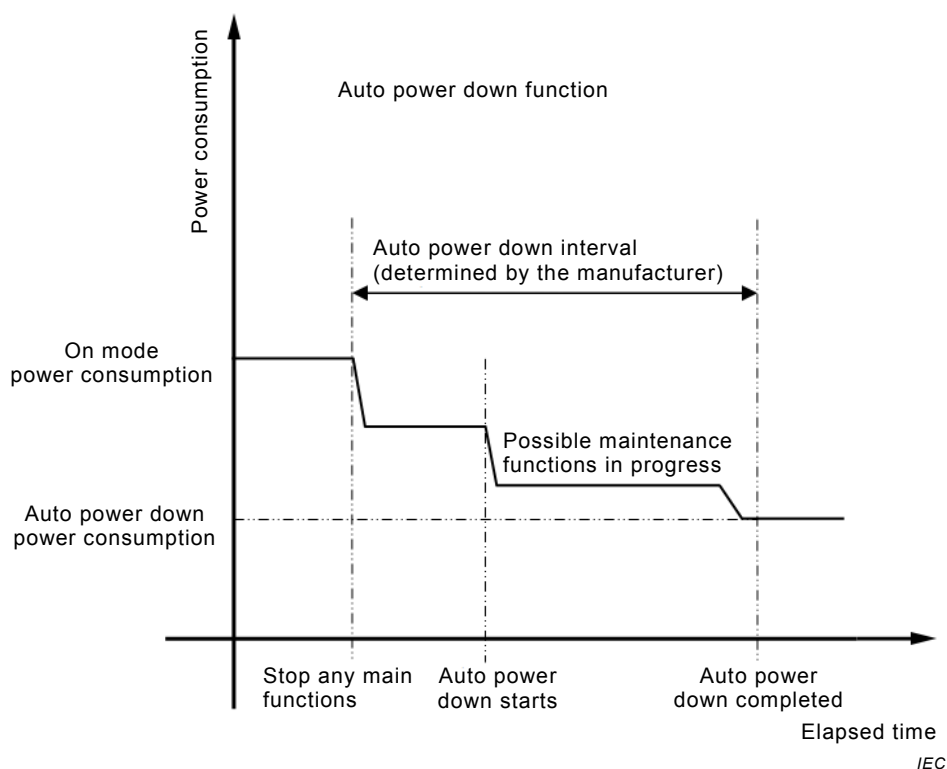 Power consumption
Auto power down function
Auto power down interval
(determined by the manufacturer)
On mode
power consumption
Possible maintenance
functions in progress
Auto power down
power consumption
Stop any main
functions
Auto power
down starts
Auto power
down completed
Elapsed time
IEC